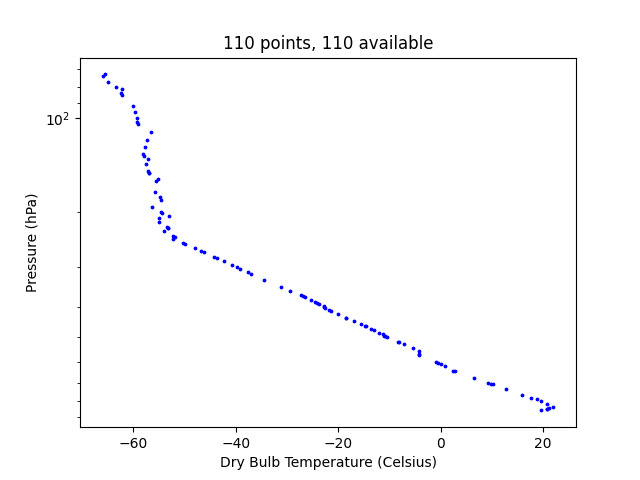 110 points, 110 available
10²
Pressure (hPa)
−60 −40 −20 0 20
Dry Bulb Temperature (Celsius)